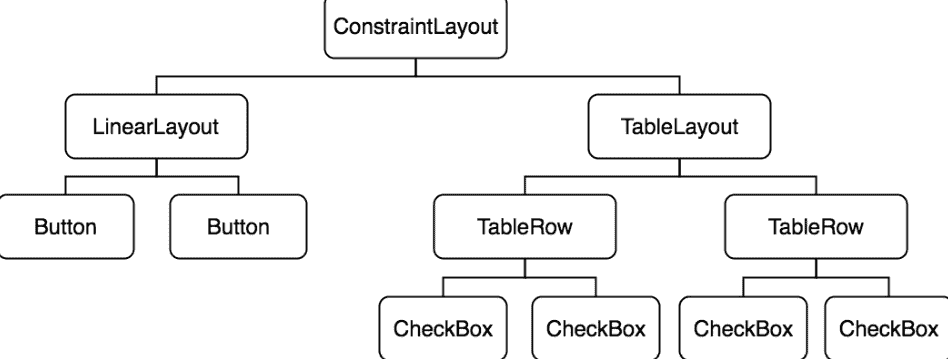 ConstraintLayout
LinearLayout
TableLayout
Button
Button
TableRow
TableRow
CheckBox
CheckBox
CheckBox
CheckBox